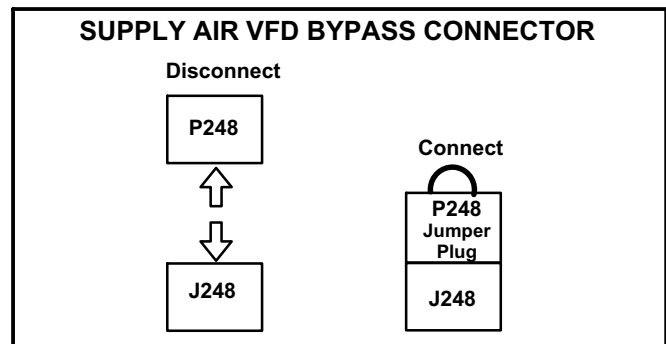 SUPPLY AIR VFD BYPASS CONNECTOR
Disconnect
P248
J248
Connect
P248
Jumper
Plug
J248